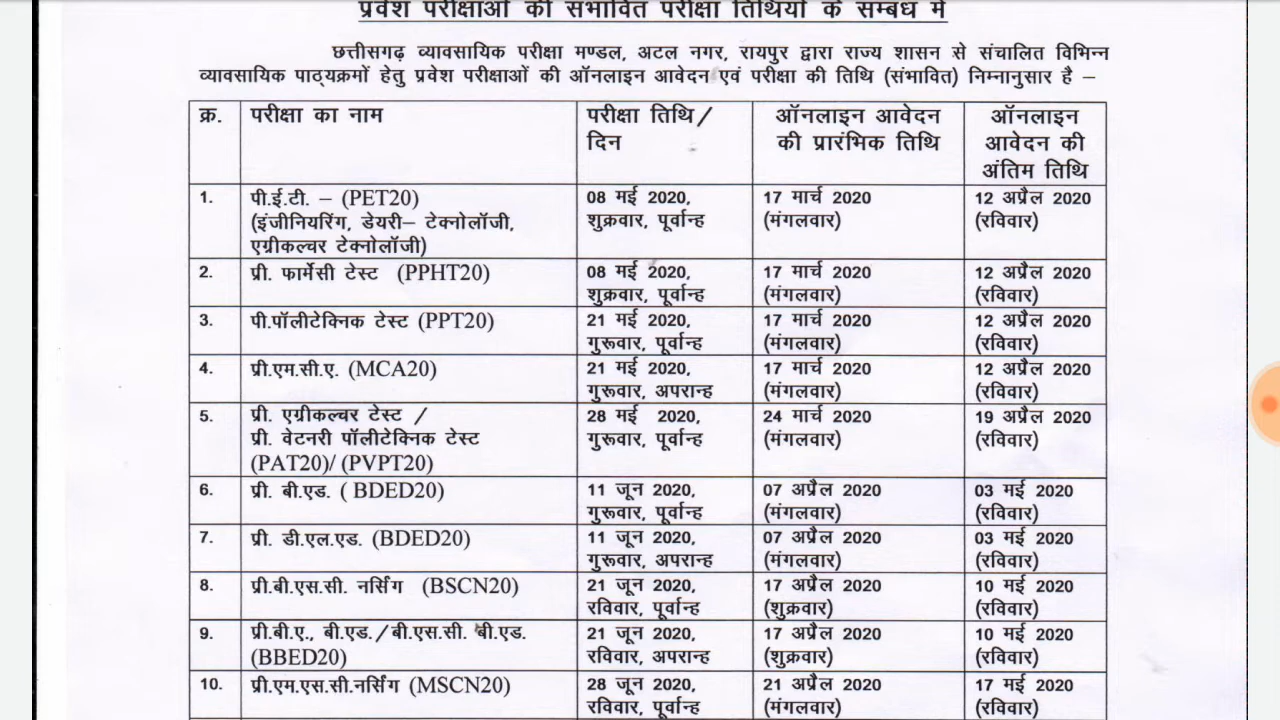 प्रवेश परीक्षाओं की संभावित परीक्षा तिथियों के सम्बंध में
छत्तीसगढ़ व्यावसायिक परीक्षा मण्डल, अटल नगर, रायपुर द्वारा राज्य शासन से संचालित विभिन्न
व्यावसायिक पाठ्यक्रमों हेतु प्रवेश परीक्षाओं की ऑनलाइन आवेदन एवं परीक्षा की तिथि (संभावित) निम्नानुसार है –
क्र. परीक्षा का नाम परीक्षा तिथि/ ऑनलाइन आवेदन ऑनलाइन
दिन की प्रारंभिक तिथि आवेदन की
अंतिम तिथि
1. पी.ई.टी. – (PET20) 08 मई 2020, 17 मार्च 2020 12 अप्रैल 2020
(इंजीनियरिंग, डेयरी– टेक्नोलॉजी, शुक्रवार, पूर्वान्ह (मंगलवार) (रविवार)
एग्रीकल्चर टेक्नोलॉजी)
2. प्री. फार्मेसी टेस्ट (PPHT20) 08 मई 2020, 17 मार्च 2020 12 अप्रैल 2020
शुक्रवार, पूर्वान्ह (मंगलवार) (रविवार)
3. पी.पॉलीटेक्निक टेस्ट (PPT20) 21 मई 2020, 17 मार्च 2020 12 अप्रैल 2020
गुरूवार, पूर्वान्ह (मंगलवार) (रविवार)
4. प्री.एम.सी.ए. (MCA20) 21 मई 2020, 17 मार्च 2020 12 अप्रैल 2020
गुरूवार, अपरान्ह (मंगलवार) (रविवार)
5. प्री. एग्रीकल्चर टेस्ट / 28 मई 2020, 24 मार्च 2020 19 अप्रैल 2020
प्री. वेटनरी पॉलीटेक्निक टेस्ट गुरूवार, पूर्वान्ह (मंगलवार) (रविवार)
(PAT20)/ (PVPT20)
6. प्री. बी.एड. ( BDED20) 11 जून 2020, 07 अप्रैल 2020 03 मई 2020
गुरूवार, पूर्वान्ह (मंगलवार) (रविवार)
7. प्री. डी.एल.एड. (BDED20) 11 जून 2020, 07 अप्रैल 2020 03 मई 2020
गुरूवार, अपरान्ह (मंगलवार) (रविवार)
8. प्री.बी.एस.सी. नर्सिंग (BSCN20) 21 जून 2020, 17 अप्रैल 2020 10 मई 2020
रविवार, पूर्वान्ह (शुक्रवार) (रविवार)
9. प्री.बी.ए., बी.एड./बी.एस.सी. बी.एड. 21 जून 2020, 17 अप्रैल 2020 10 मई 2020
(BBED20) रविवार, अपरान्ह (शुक्रवार) (रविवार)
10. प्री.एम.एस.सी.नर्सिंग (MSCN20) 28 जून 2020, 21 अप्रैल 2020 17 मई 2020
रविवार, पूर्वान्ह (मंगलवार) (रविवार)